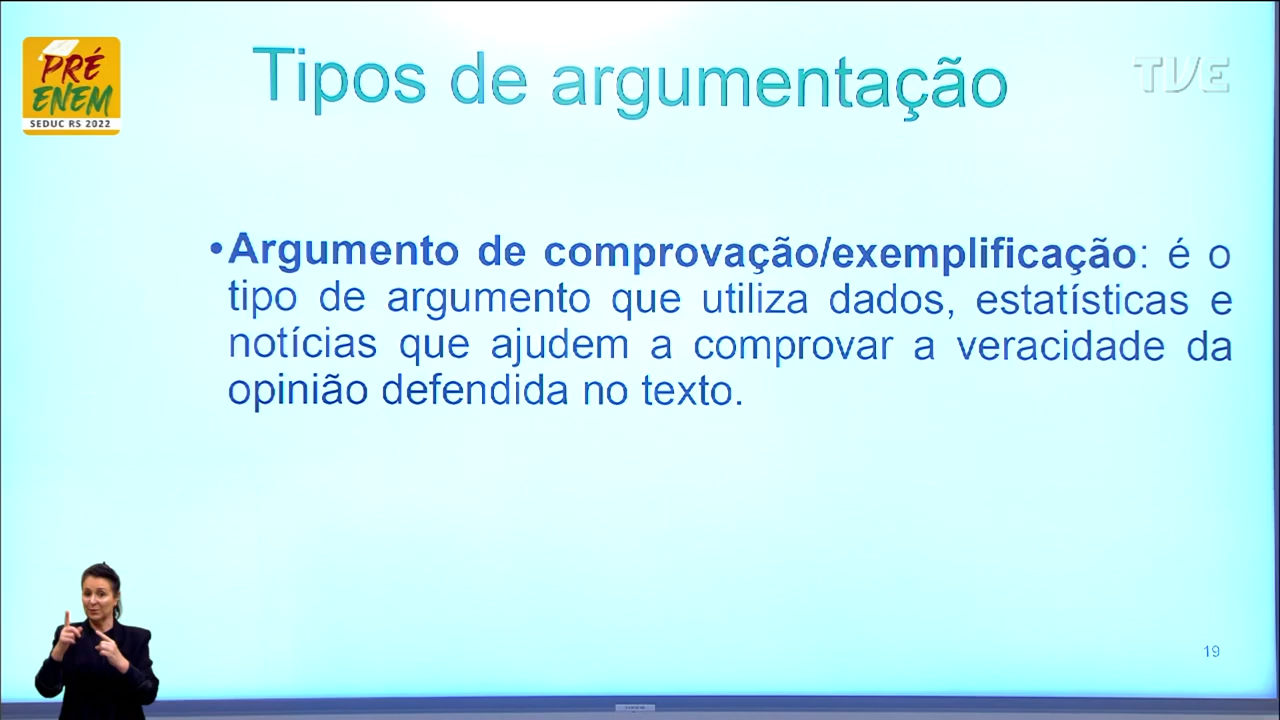 PRÉ
ENEM
SEDUC RS 2022
Tipos de argumentação
TVE
•Argumento de comprovação/exemplificação: é o
tipo de argumento que utiliza dados, estatísticas e
notícias que ajudem a comprovar a veracidade da
opinião defendida no texto.
19